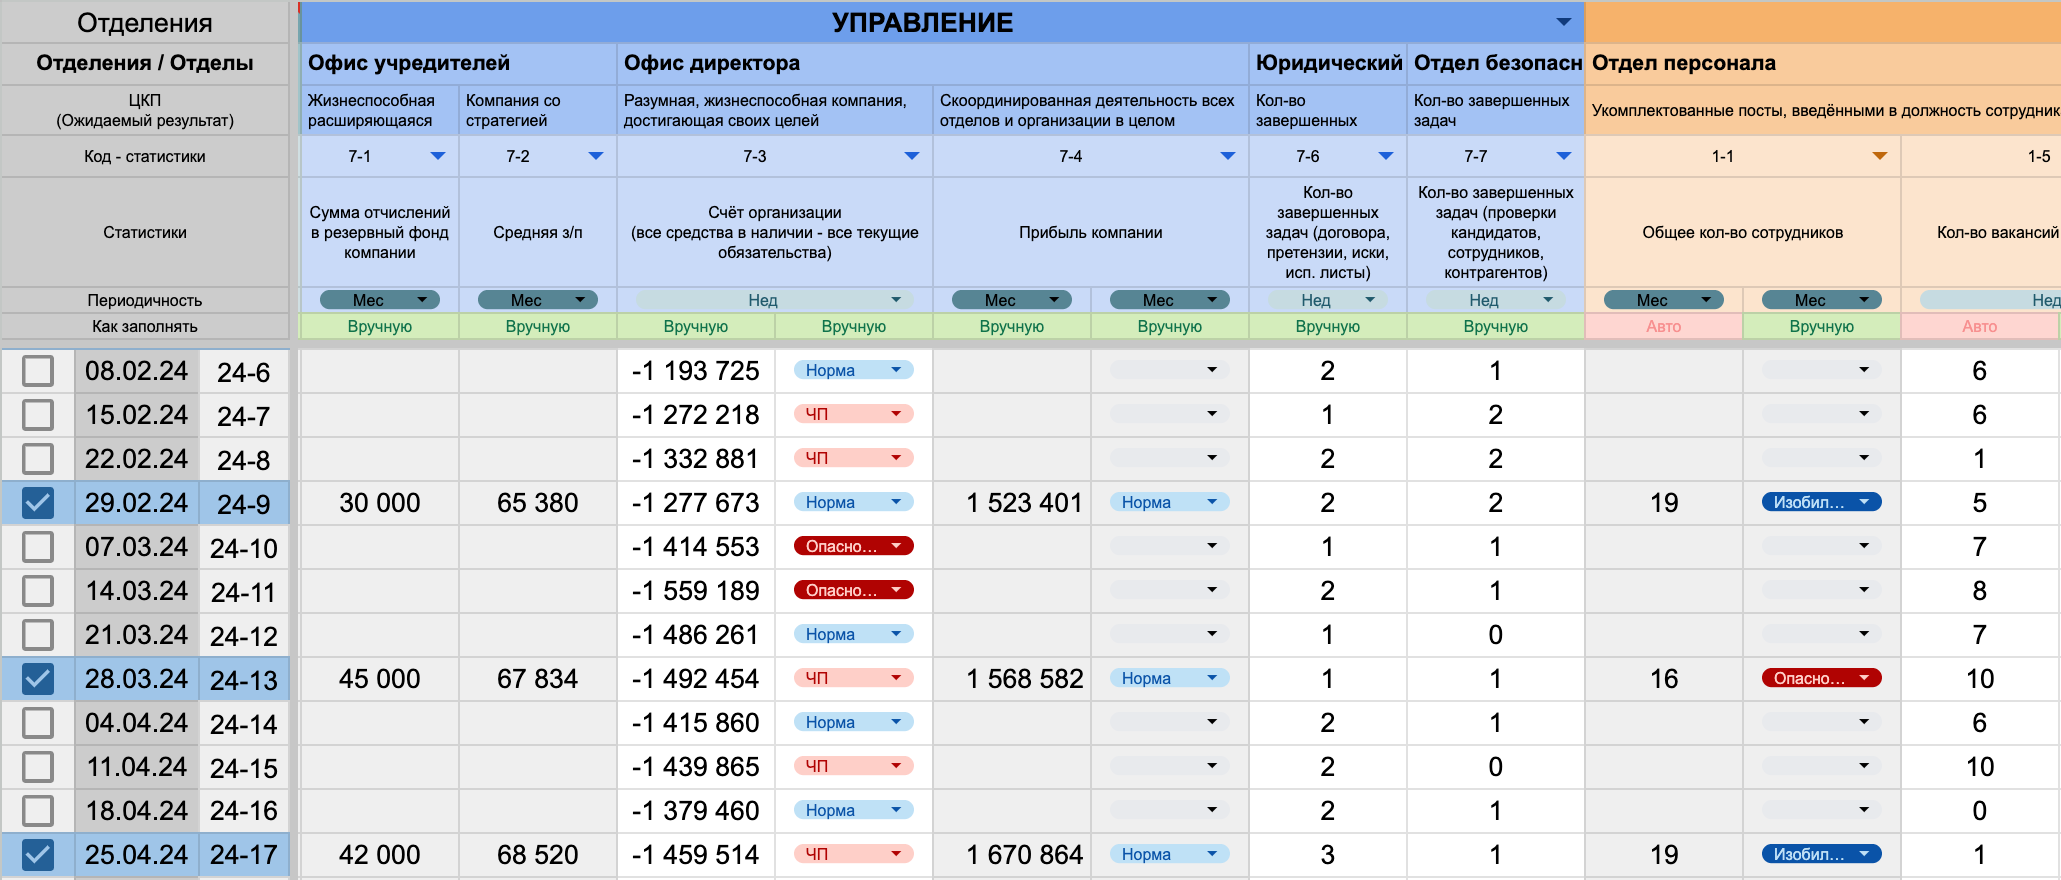 Отделения УПРАВЛЕНИЕ
Отделения / Отделы Офис учредителей Офис директора Юридический Отдел безопасн Отдел персонала
ЦКП
(Ожидаемый результат) Жизнеспособная
расширяющаяся Компания со
стратегией Разумная, жизнеспособная компания,
достигающая своих целей Скоординированная деятельность всех
отделов и организации в целом Кол-во
завершенных Кол-во завершенных
задач Укомплектованные посты, введёнными в должность сотрудник
Код - статистики 7-1 7-2 7-3 7-4 7-6 7-7 1-1 1-5
Статистики Сумма отчислений
в резервный фонд
компании Средняя з/п Счёт организации
(все средства в наличии - все текущие
обязательства) Прибыль компании Кол-во
завершенных
задач (договора,
претензии, иски,
исп. листы) Кол-во завершенных
задач (проверки
кандидатов,
сотрудников,
контрагентов) Общее кол-во сотрудников Кол-во вакансий
Периодичность Мес Мес Нед Мес Мес Нед Нед Мес Мес Нед
Как заполнять Вручную Вручную Вручную Вручную Вручную Вручную Вручную Вручную Авто Вручную Авто
08.02.24 24-6 -1 193 725 Норма 2 1 6
15.02.24 24-7 -1 272 218 ЧП 1 2 6
22.02.24 24-8 -1 332 881 ЧП 2 2 1
29.02.24 24-9 30 000 65 380 -1 277 673 Норма 1 523 401 Норма 2 2 19 Изобил... 5
07.03.24 24-10 -1 414 553 Опасно... 1 1 7
14.03.24 24-11 -1 559 189 Опасно... 2 1 8
21.03.24 24-12 -1 486 261 Норма 1 0 7
28.03.24 24-13 45 000 67 834 -1 492 454 ЧП 1 568 582 Норма 1 1 16 Опасно... 10
04.04.24 24-14 -1 415 860 Норма 2 1 6
11.04.24 24-15 -1 439 865 ЧП 2 0 10
18.04.24 24-16 -1 379 460 Норма 2 1 0
25.04.24 24-17 42 000 68 520 -1 459 514 ЧП 1 670 864 Норма 3 1 19 Изобил... 1